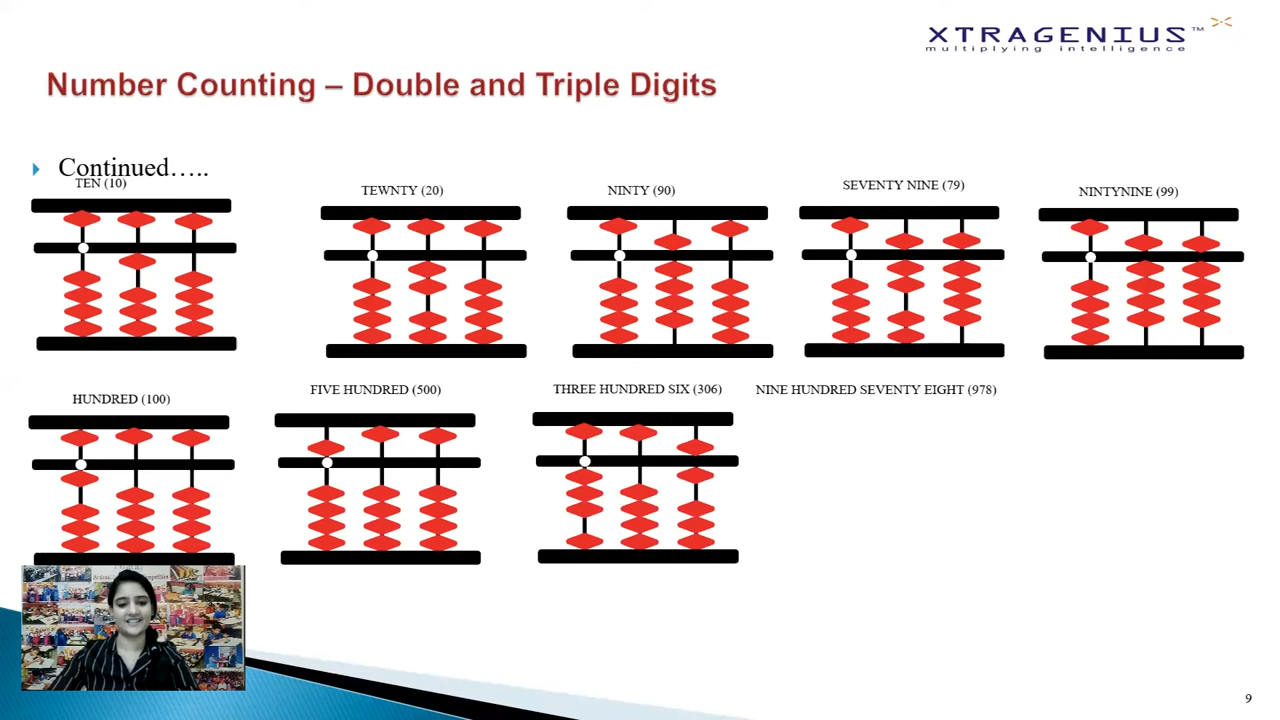 XTRAGENIUS™
multiplying intelligence
Number Counting – Double and Triple Digits
Continued…..
TEN (10)
TEWNTY (20)
NINTY (90)
SEVENTY NINE (79)
NINTYNINE (99)
HUNDRED (100)
FIVE HUNDRED (500)
THREE HUNDRED SIX (306)
NINE HUNDRED SEVENTY EIGHT (978)
9